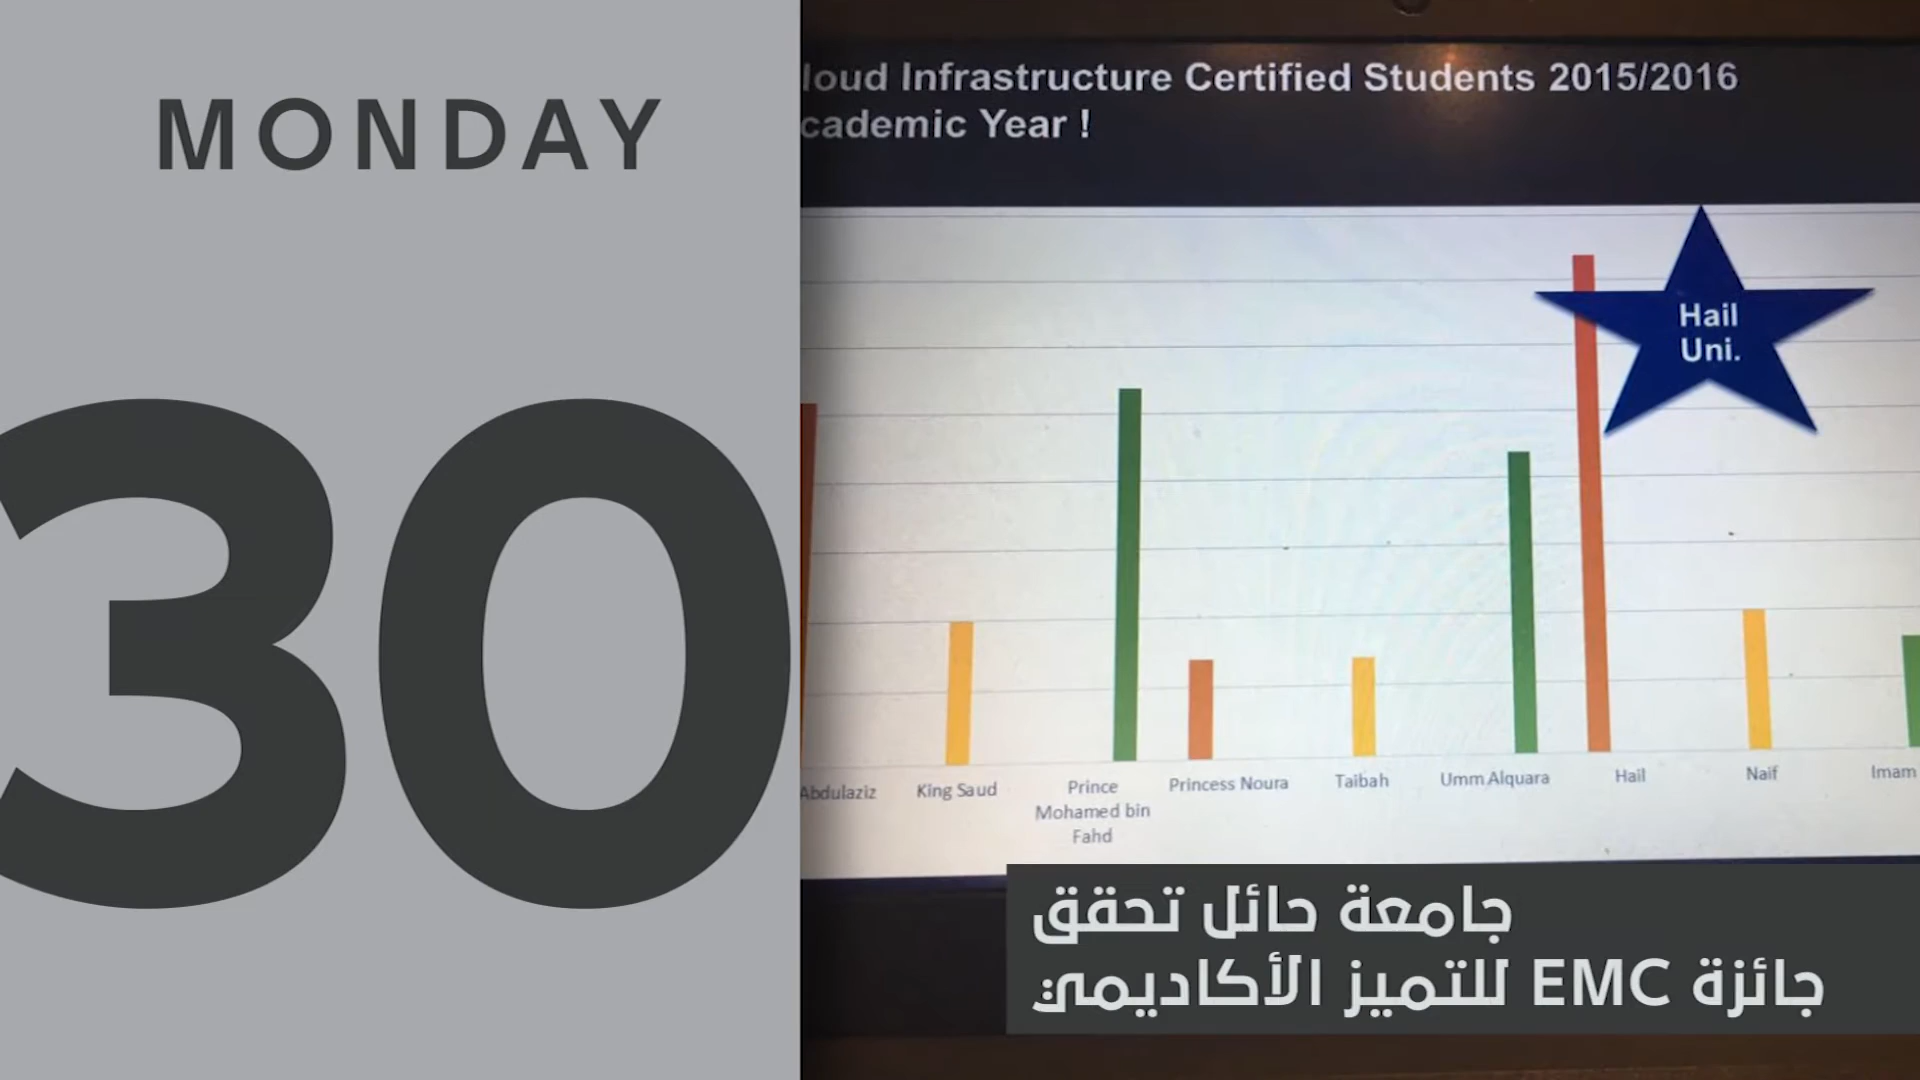 MONDAY
30
loud Infrastructure Certified Students 2015/2016
cademic Year !
Hail
Uni.
Abdulaziz
King Saud
Prince
Mohamed bin
Fahd
Princess Noura
Taibah
Umm Alquara
Hail
Naif
Imam
جامعة حائل تحقق
جائزة EMC للتميز الأكاديمي